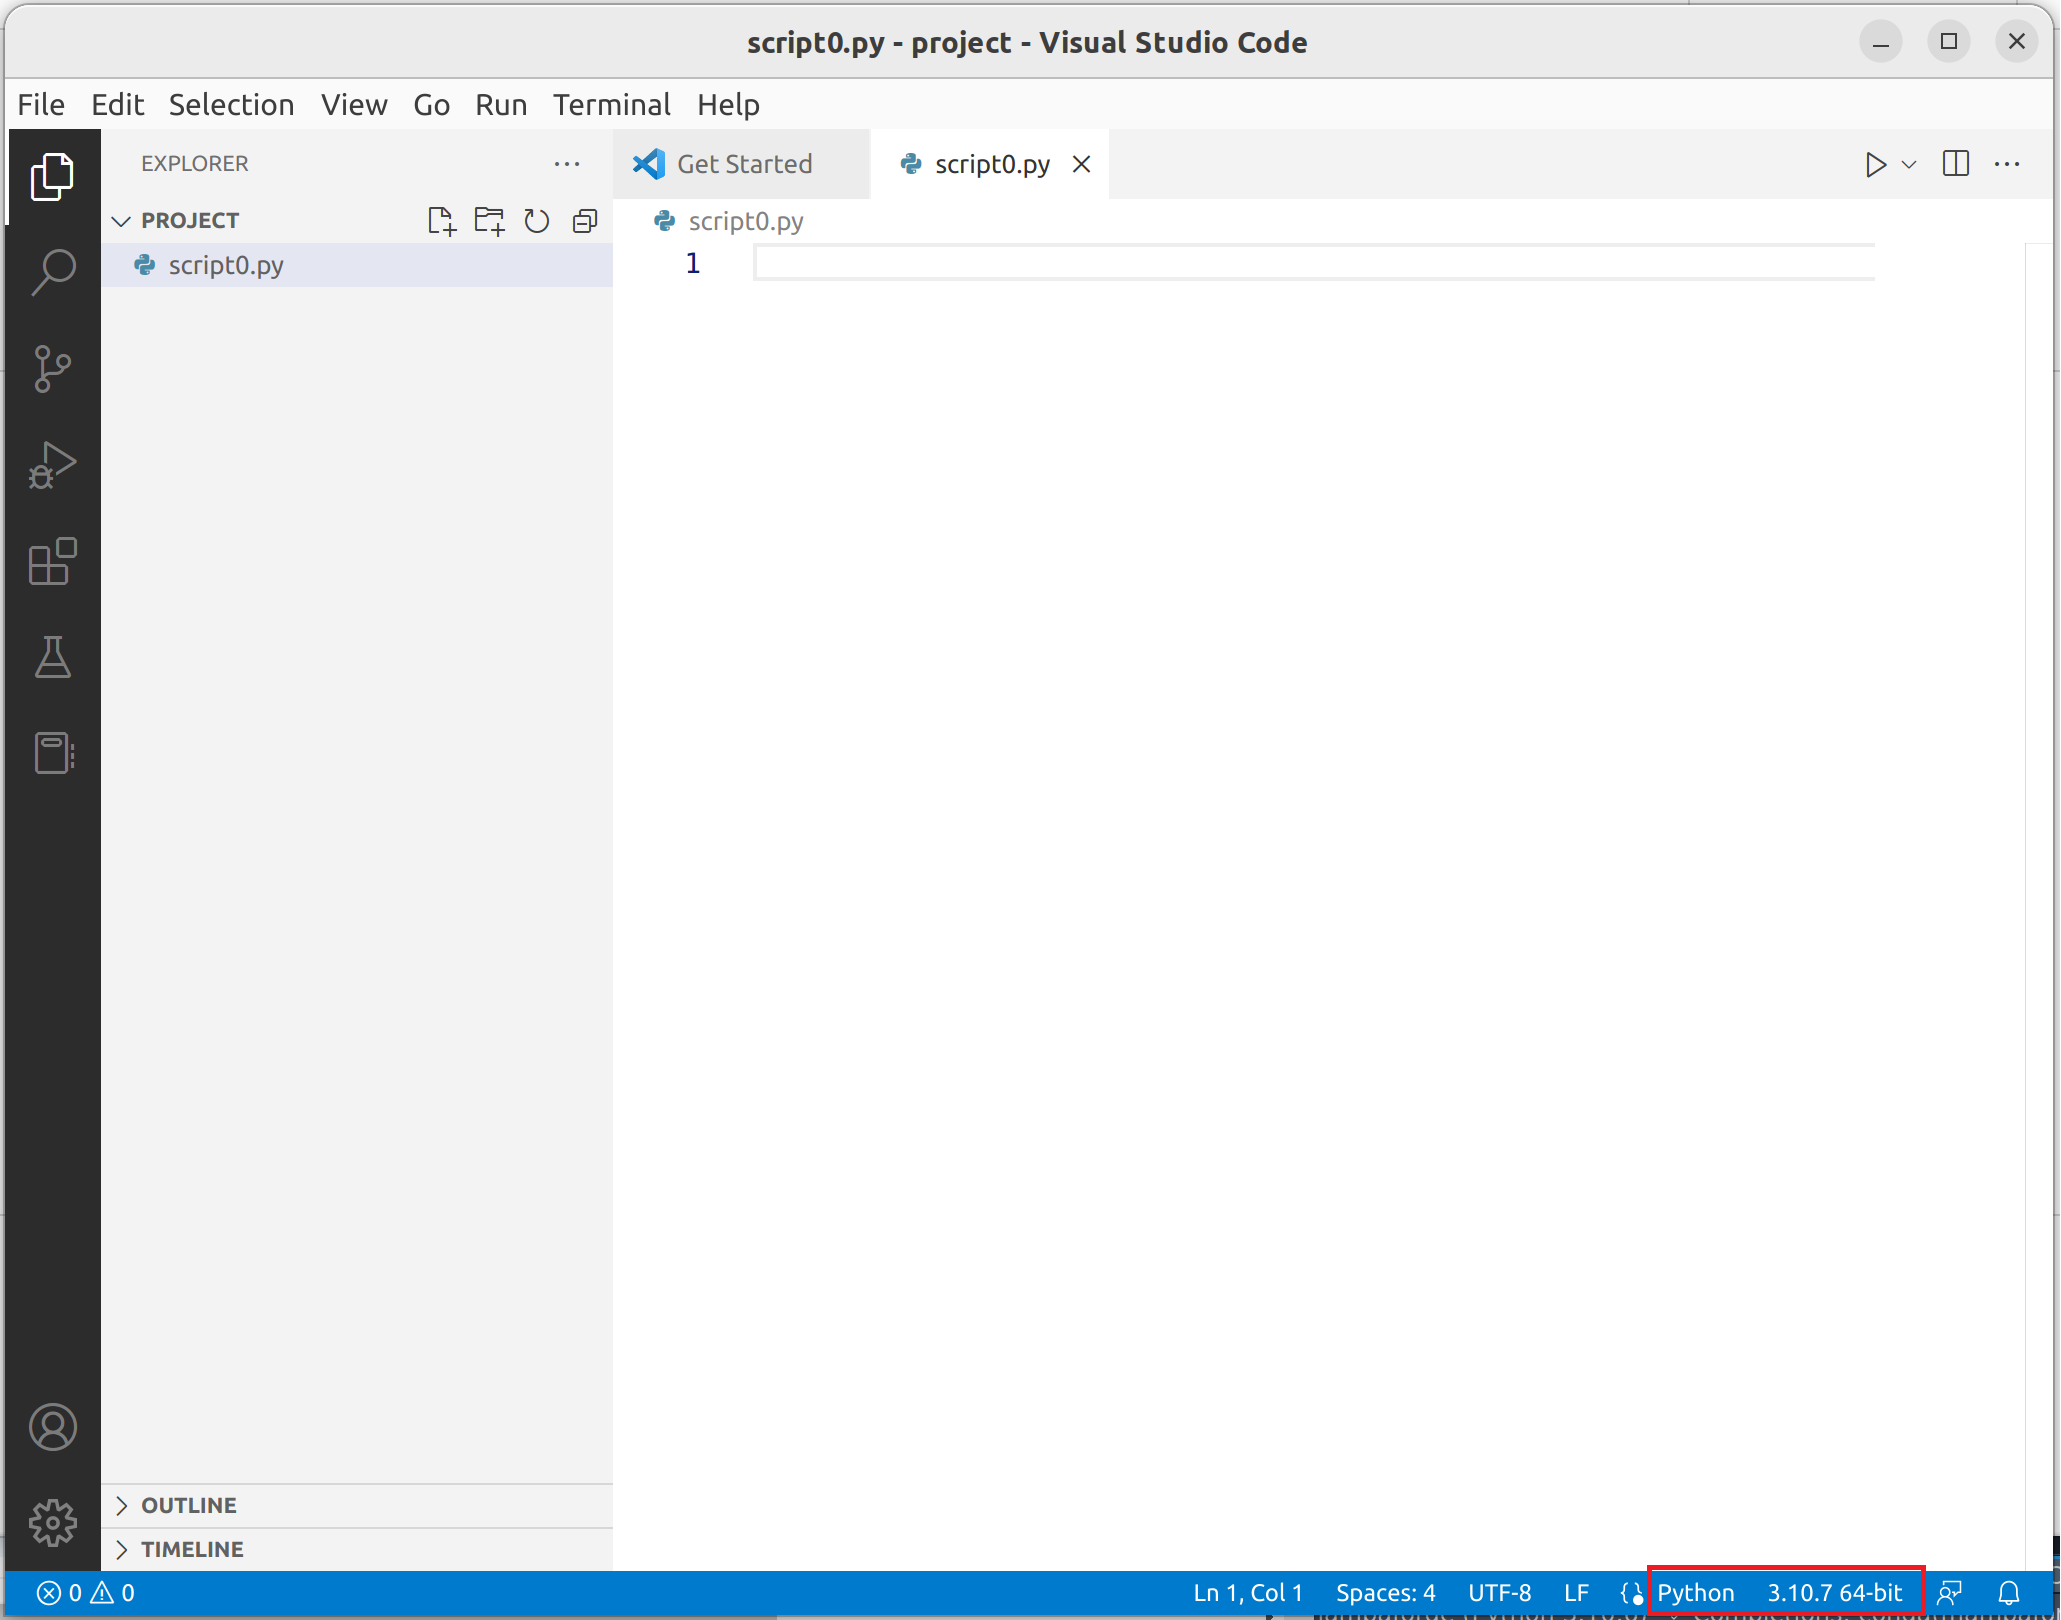 script0.py - project - Visual Studio Code
File Edit Selection View Go Run Terminal Help
EXPLORER
Get Started
script0.py
PROJECT
script0.py
script0.py
1
OUTLINE
TIMELINE
0 0
Ln 1, Col 1 Spaces: 4 UTF-8 LF {} Python 3.10.7 64-bit